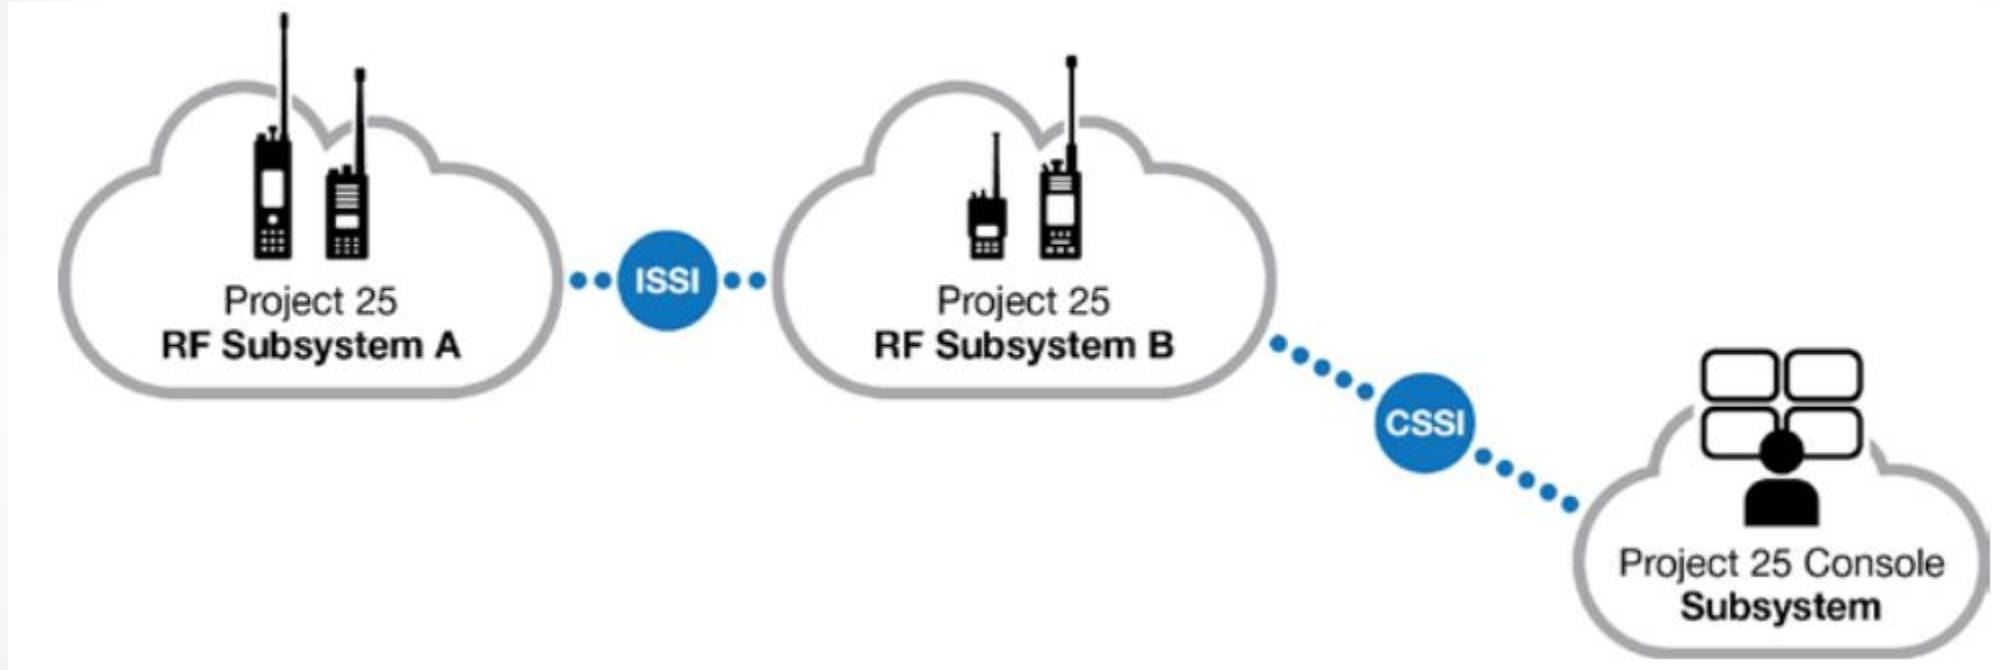 Project 25
RF Subsystem A
ISSI
Project 25
RF Subsystem B
CSSI
Project 25 Console
Subsystem